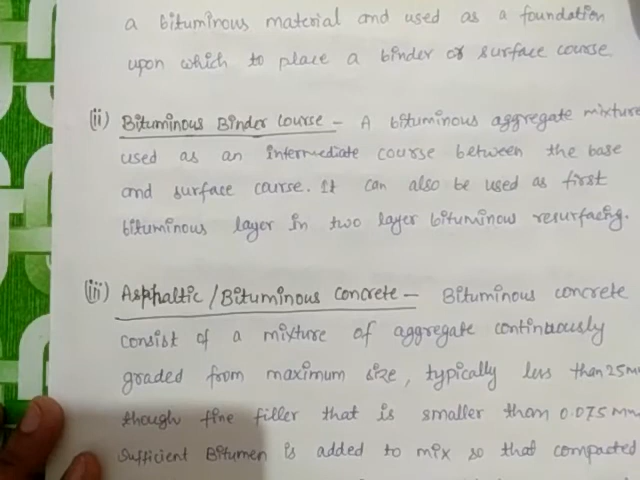 a bituminous material and used as a foundation
upon which to place a binder or surface course
(ii) Bituminous Binder Course - A bituminous aggregate mixture
used as an intermediate course between the base
and surface course. It can also be used as first
bituminous layer in two layer bituminous resurfacing.
(iii) Asphaltic / Bituminous Concrete - Bituminous concrete
consist of a mixture of aggregate continuously
graded from maximum size, typically less than 25 m
though fine filler that is smaller than 0.075 mm
Sufficient Bitumen is added to mix so that compacted